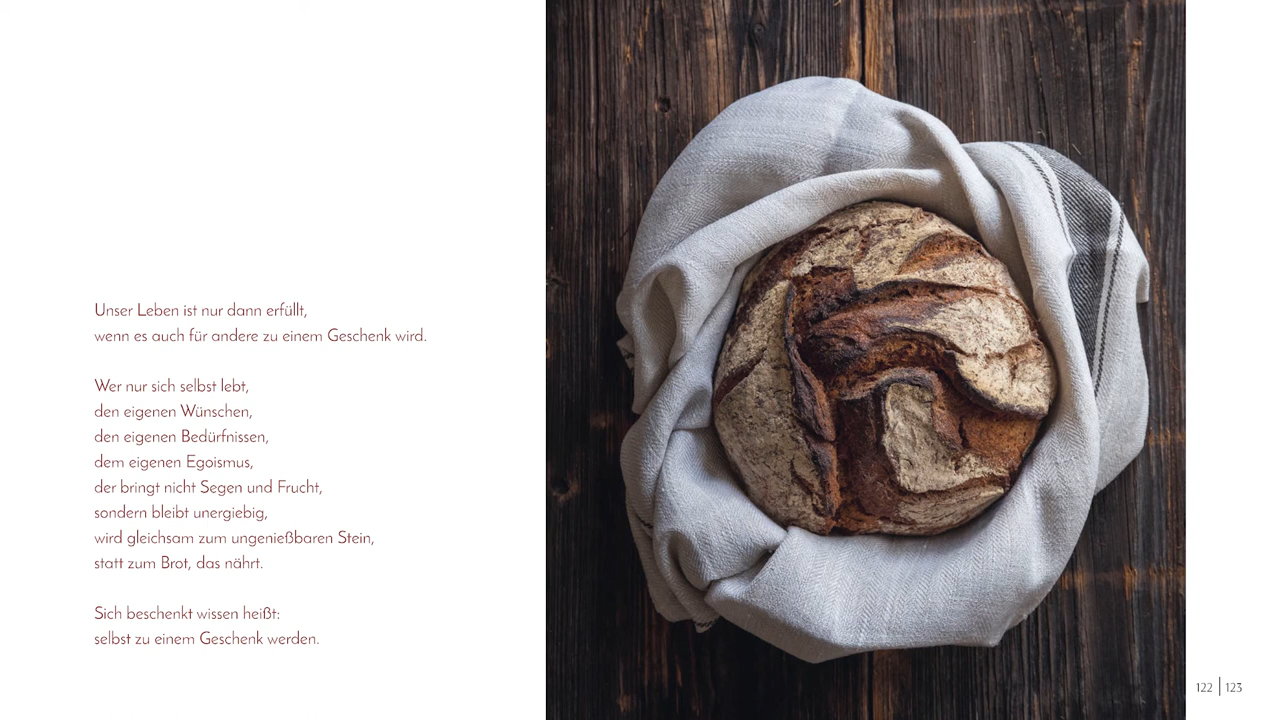 Unser Leben ist nur dann erfüllt,
wenn es auch für andere zu einem Geschenk wird.
Wer nur sich selbst lebt,
den eigenen Wünschen,
den eigenen Bedürfnissen,
dem eigenen Egoismus,
der bringt nicht Segen und Frucht,
sondern bleibt unergiebig,
wird gleichsam zum ungenießbaren Stein,
statt zum Brot, das nährt.
Sich beschenkt wissen heißt:
selbst zu einem Geschenk werden.
122 | 123